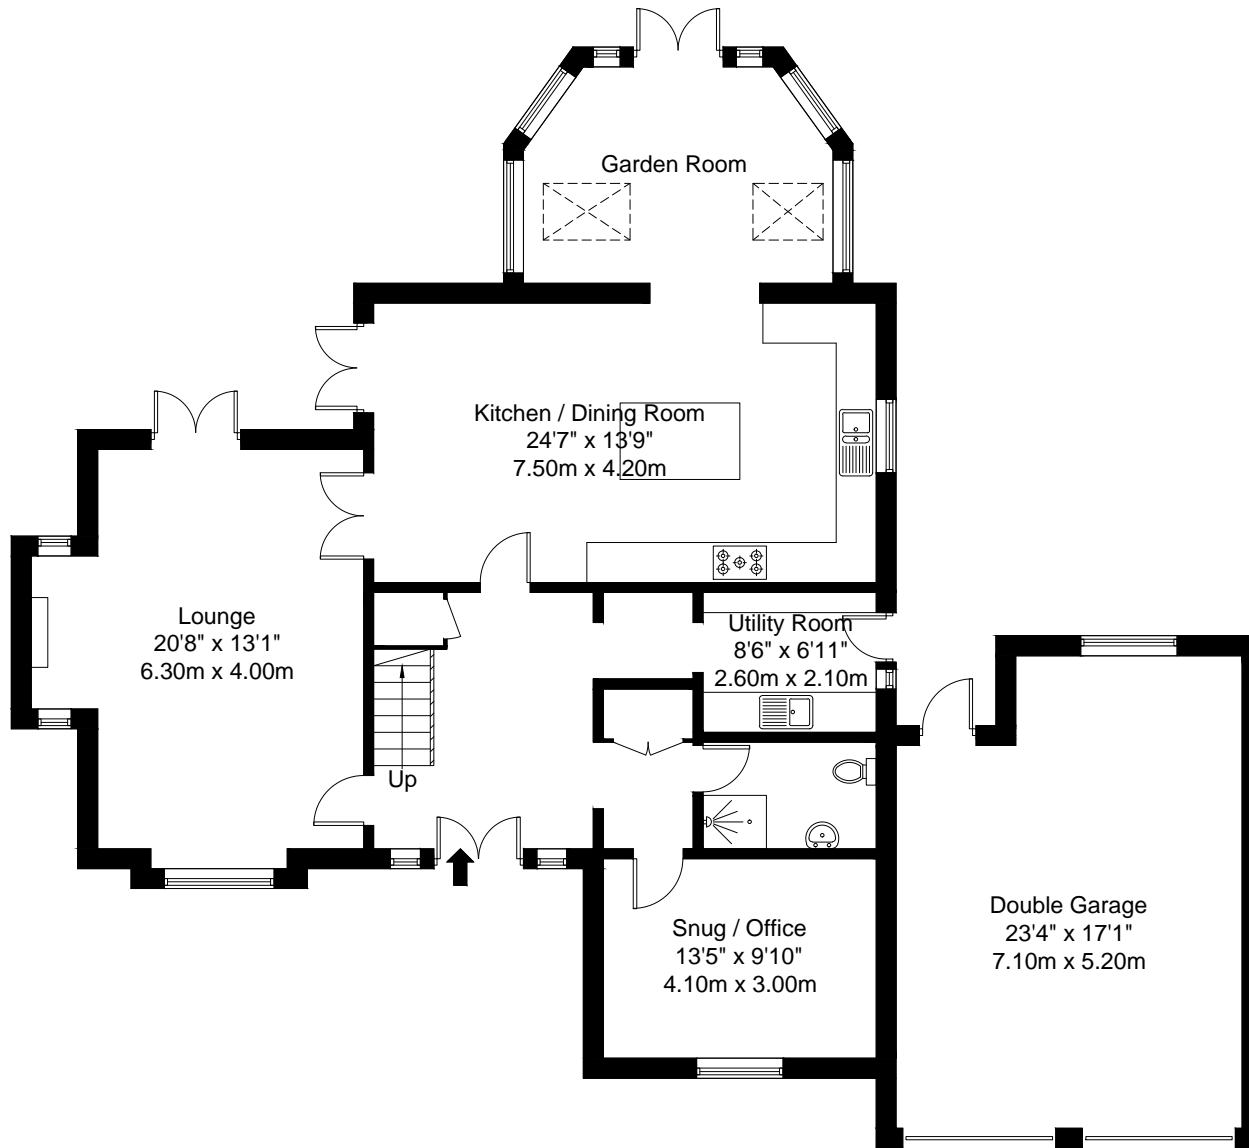 Garden Room
Kitchen / Dining Room
24'7" x 13'9"
7.50m x 4.20m
Lounge
20'8" x 13'1"
6.30m x 4.00m
Utility Room
8'6" x 6'11"
2.60m x 2.10m
Up
Snug / Office
13'5" x 9'10"
4.10m x 3.00m
Double Garage
23'4" x 17'1"
7.10m x 5.20m